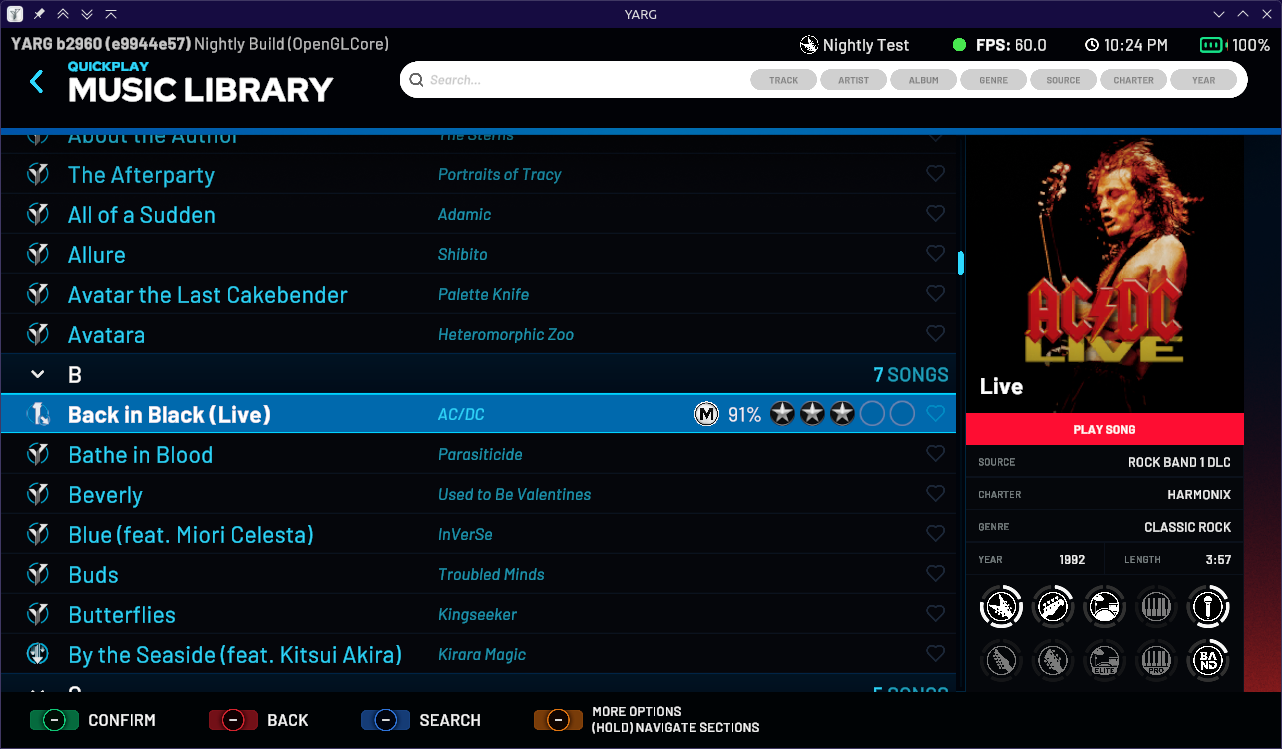 YARG
YARG b2960 (e9944e57) Nightly Build (OpenGLCore)
Nightly Test
FPS: 60.0
10:24 PM
100%
QUICKPLAY
MUSIC LIBRARY
Search...
TRACK
ARTIST
ALBUM
GENRE
SOURCE
CHARTER
YEAR
About the Author The Sterns
The Afterparty Portraits of Tracy
All of a Sudden Adamic
Allure Shibito
Avatar the Last Cakebender Palette Knife
Avatara Heteromorphic Zoo
B 7 SONGS
Back in Black (Live) AC/DC M 91%
Bathe in Blood Parasiticide
Beverly Used to Be Valentines
Blue (feat. Miori Celesta) InVerSe
Buds Troubled Minds
Butterflies Kingseeker
By the Seaside (feat. Kitsui Akira) Kirara Magic
5 SONGS
AC/DC
LIVE
Live
PLAY SONG
SOURCE ROCK BAND 1 DLC
CHARTER HARMONIX
GENRE CLASSIC ROCK
YEAR 1992 LENGTH 3:57
ELITE
PRO
BAND
CONFIRM
BACK
SEARCH
MORE OPTIONS
(HOLD) NAVIGATE SECTIONS